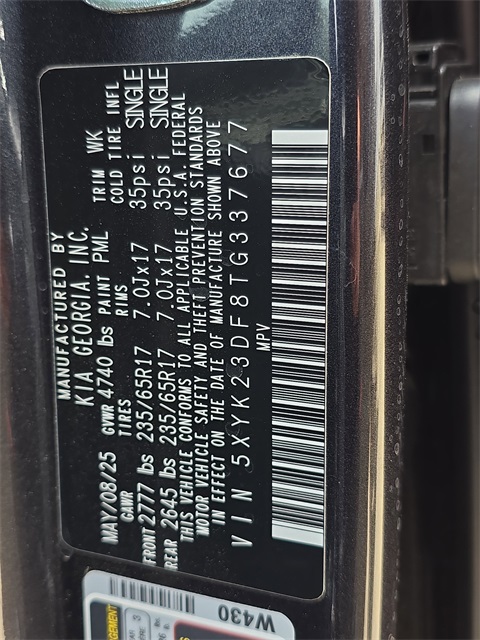 MANUFACTURED BY
KIA GEORGIA, INC.
MAY/08/25 GVWR 4740 lbs PAINT PML TRIM WK
GAWR TIRES RIMS COLD TIRE INFL
FRONT 2777 lbs 235/65R17 7.0Jx17 35psi SINGLE
REAR 2645 lbs 235/65R17 7.0Jx17 35psi SINGLE
THIS VEHICLE CONFORMS TO ALL APPLICABLE U.S.A. FEDERAL
MOTOR VEHICLE SAFETY AND THEFT PREVENTION STANDARDS
IN EFFECT ON THE DATE OF MANUFACTURE SHOWN ABOVE
VIN 5XYK23DF8TG337677
MPV
W430